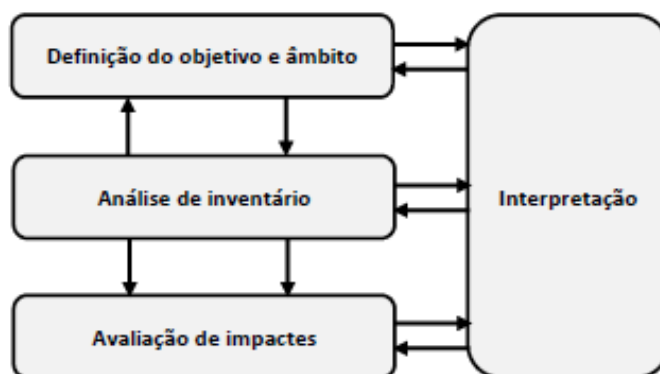 Definição do objetivo e âmbito
Análise de inventário
Interpretação
Avaliação de impactes